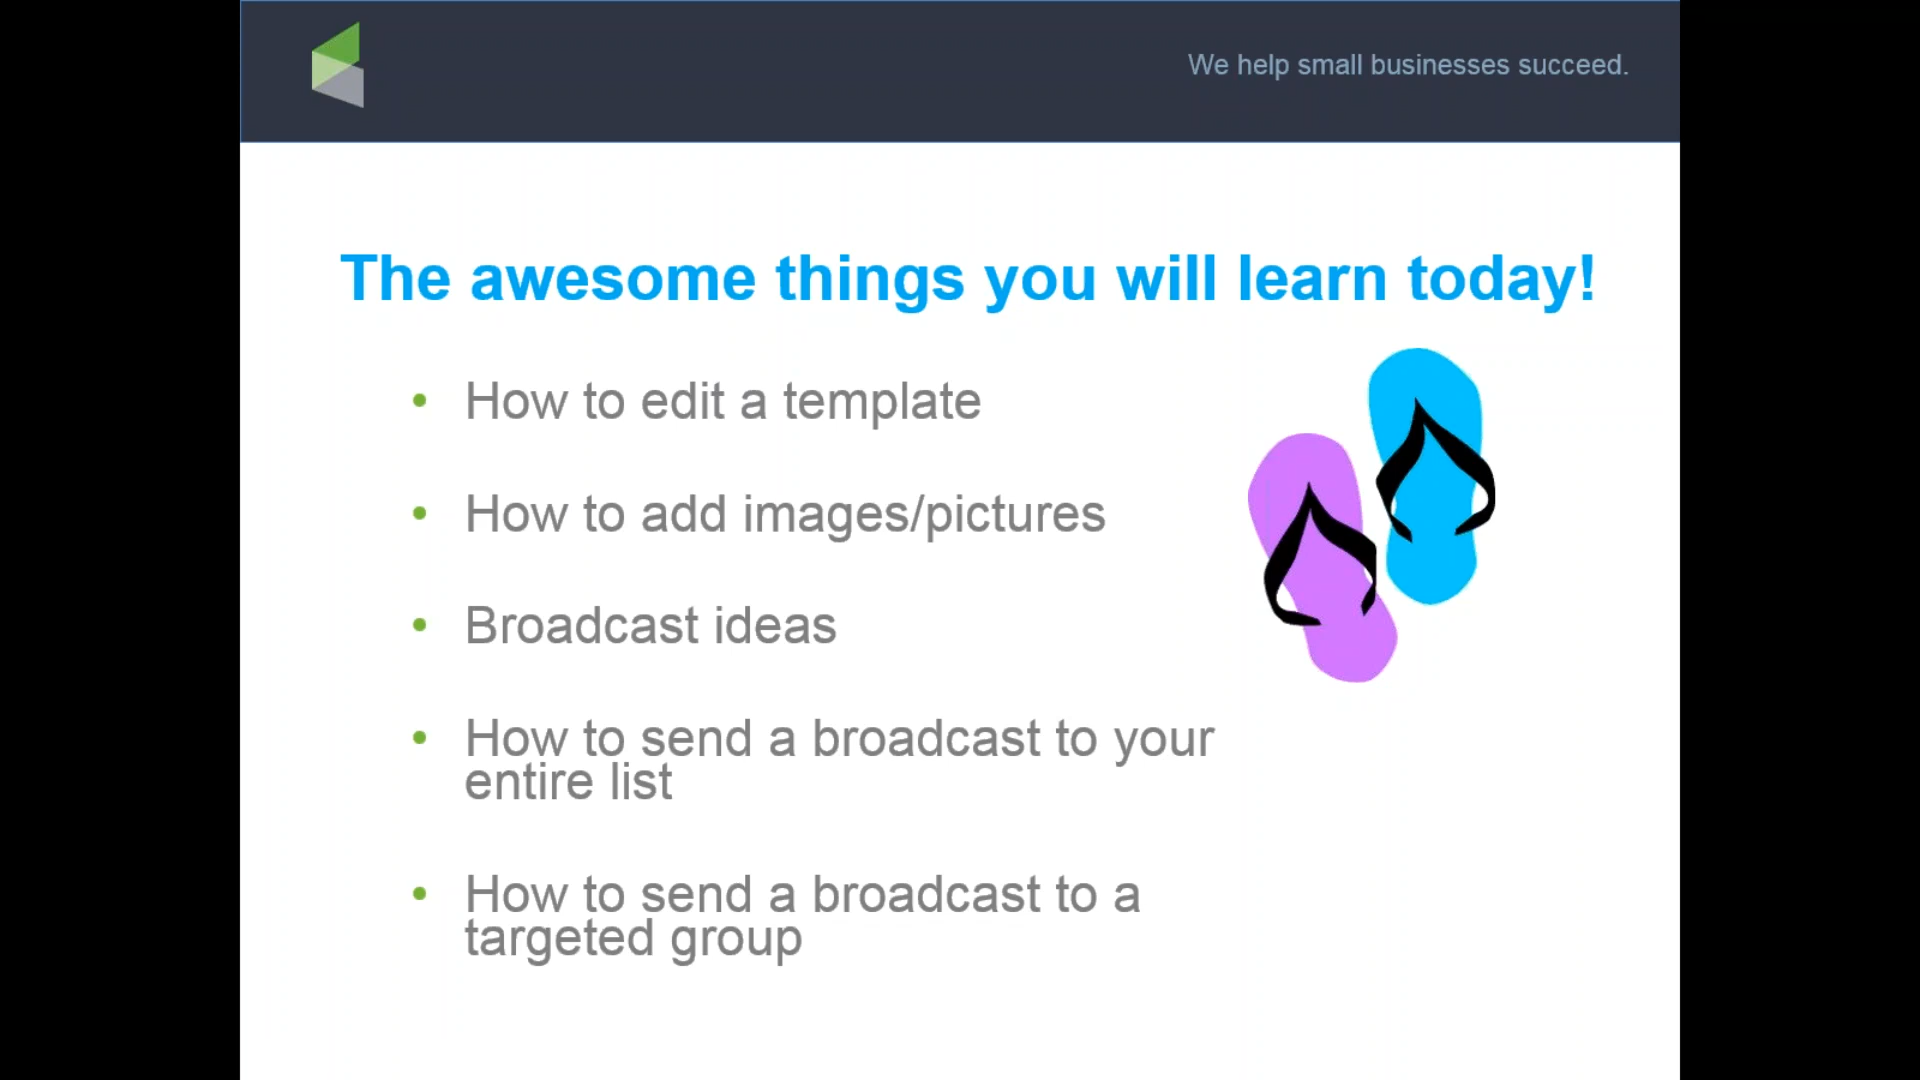 We help small businesses succeed.
The awesome things you will learn today!
• How to edit a template
• How to add images/pictures
• Broadcast ideas
• How to send a broadcast to your
entire list
• How to send a broadcast to a
targeted group